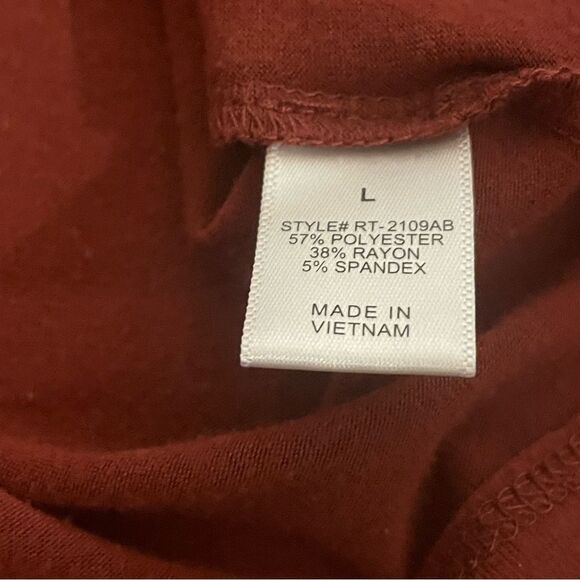 L
STYLE# RT-2109AB
57% POLYESTER
38% RAYON
5% SPANDEX
MADE IN
VIETNAM